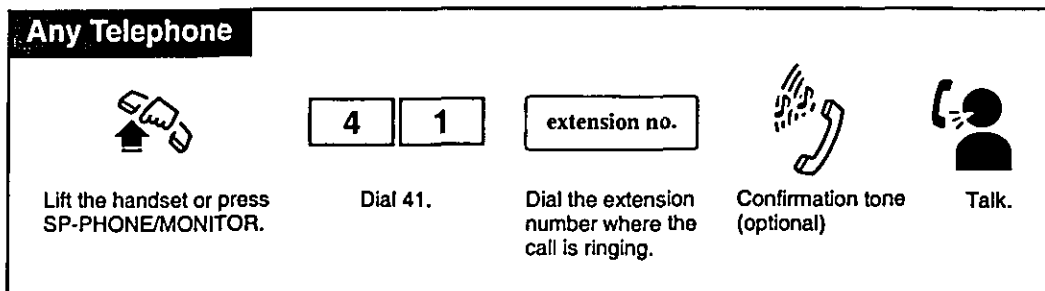 Any Telephone
4 1
extension no.
Lift the handset or press
SP-PHONE/MONITOR.
Dial 41.
Dial the extension
number where the
call is ringing.
Confirmation tone
(optional)
Talk.